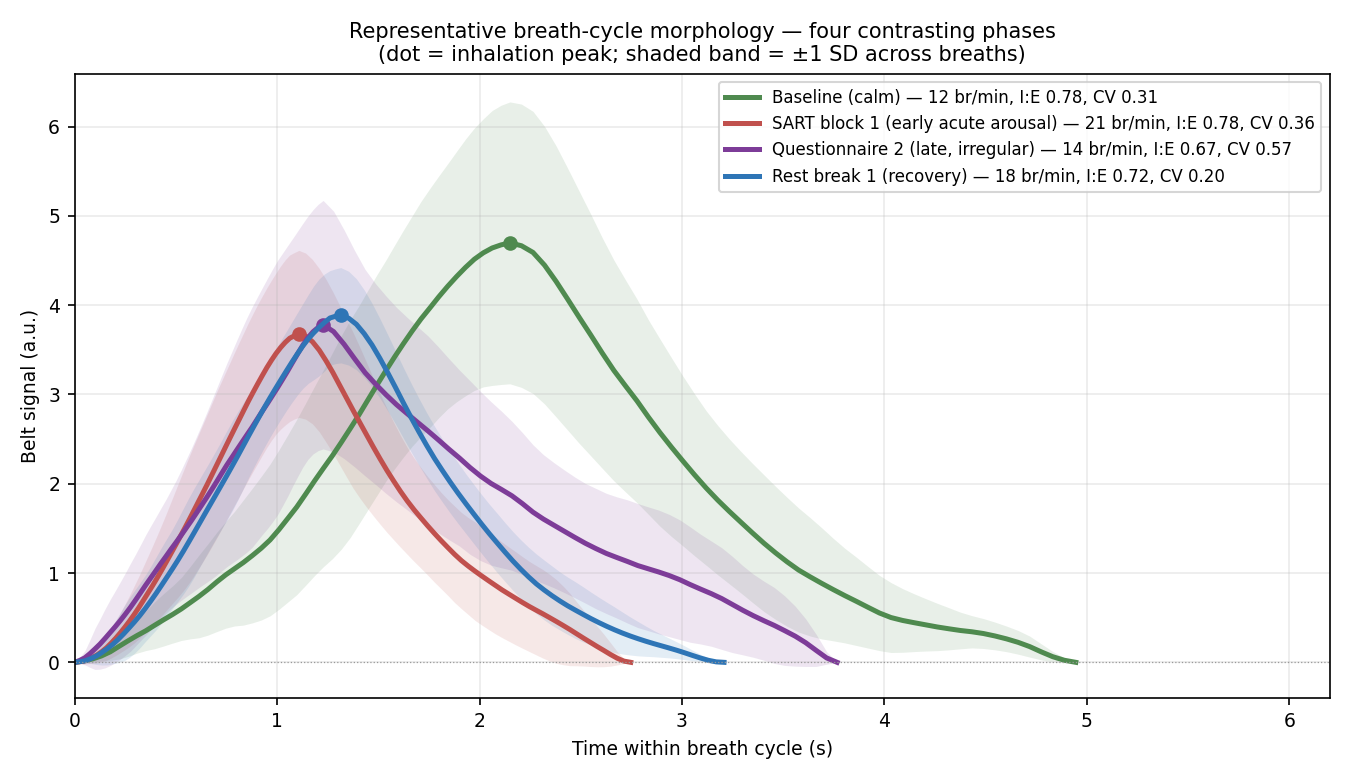 Representative breath-cycle morphology — four contrasting phases
(dot = inhalation peak; shaded band = ±1 SD across breaths)
Baseline (calm) — 12 br/min, I:E 0.78, CV 0.31
SART block 1 (early acute arousal) — 21 br/min, I:E 0.78, CV 0.36
Questionnaire 2 (late, irregular) — 14 br/min, I:E 0.67, CV 0.57
Rest break 1 (recovery) — 18 br/min, I:E 0.72, CV 0.20
Belt signal (a.u.)
6
5
4
3
2
1
0
0 1 2 3 4 5 6
Time within breath cycle (s)